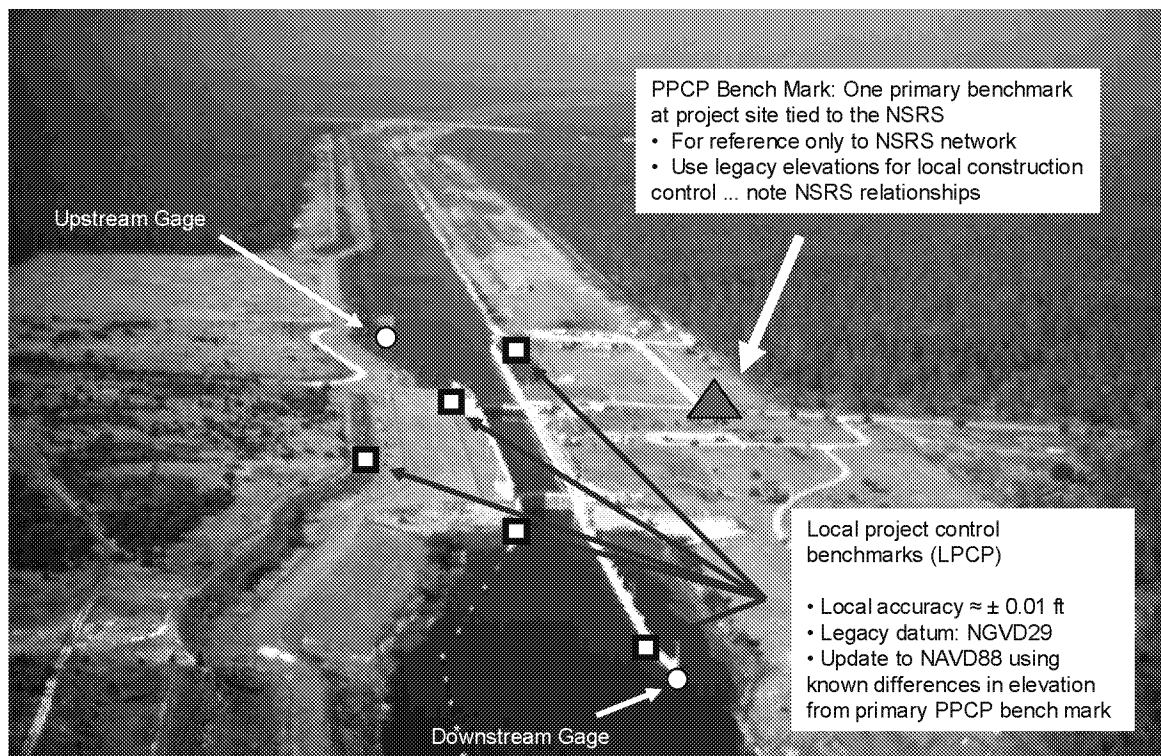 PPCP Bench Mark: One primary benchmark
at project site tied to the NSRS
• For reference only to NSRS network
• Use legacy elevations for local construction
control ... note NSRS relationships
Upstream Gage
Local project control
benchmarks (LPCP)
• Local accuracy ≈ ± 0.01 ft
• Legacy datum: NGVD29
• Update to NAVD88 using
known differences in elevation
from primary PPCP bench mark
Downstream Gage